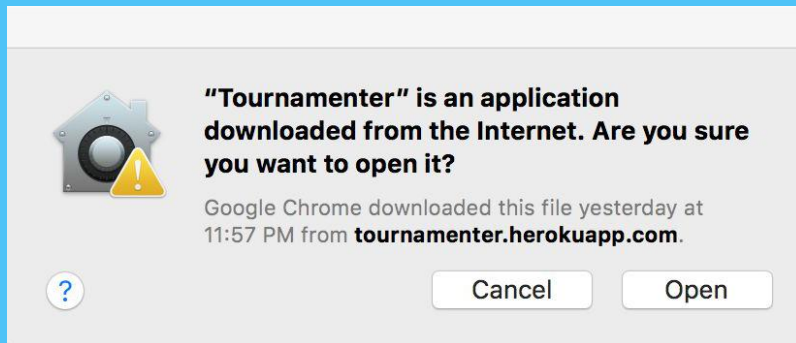 “Tournamenter” is an application
downloaded from the Internet. Are you sure
you want to open it?
Google Chrome downloaded this file yesterday at
11:57 PM from tournamenter.herokuapp.com.
?
Cancel
Open